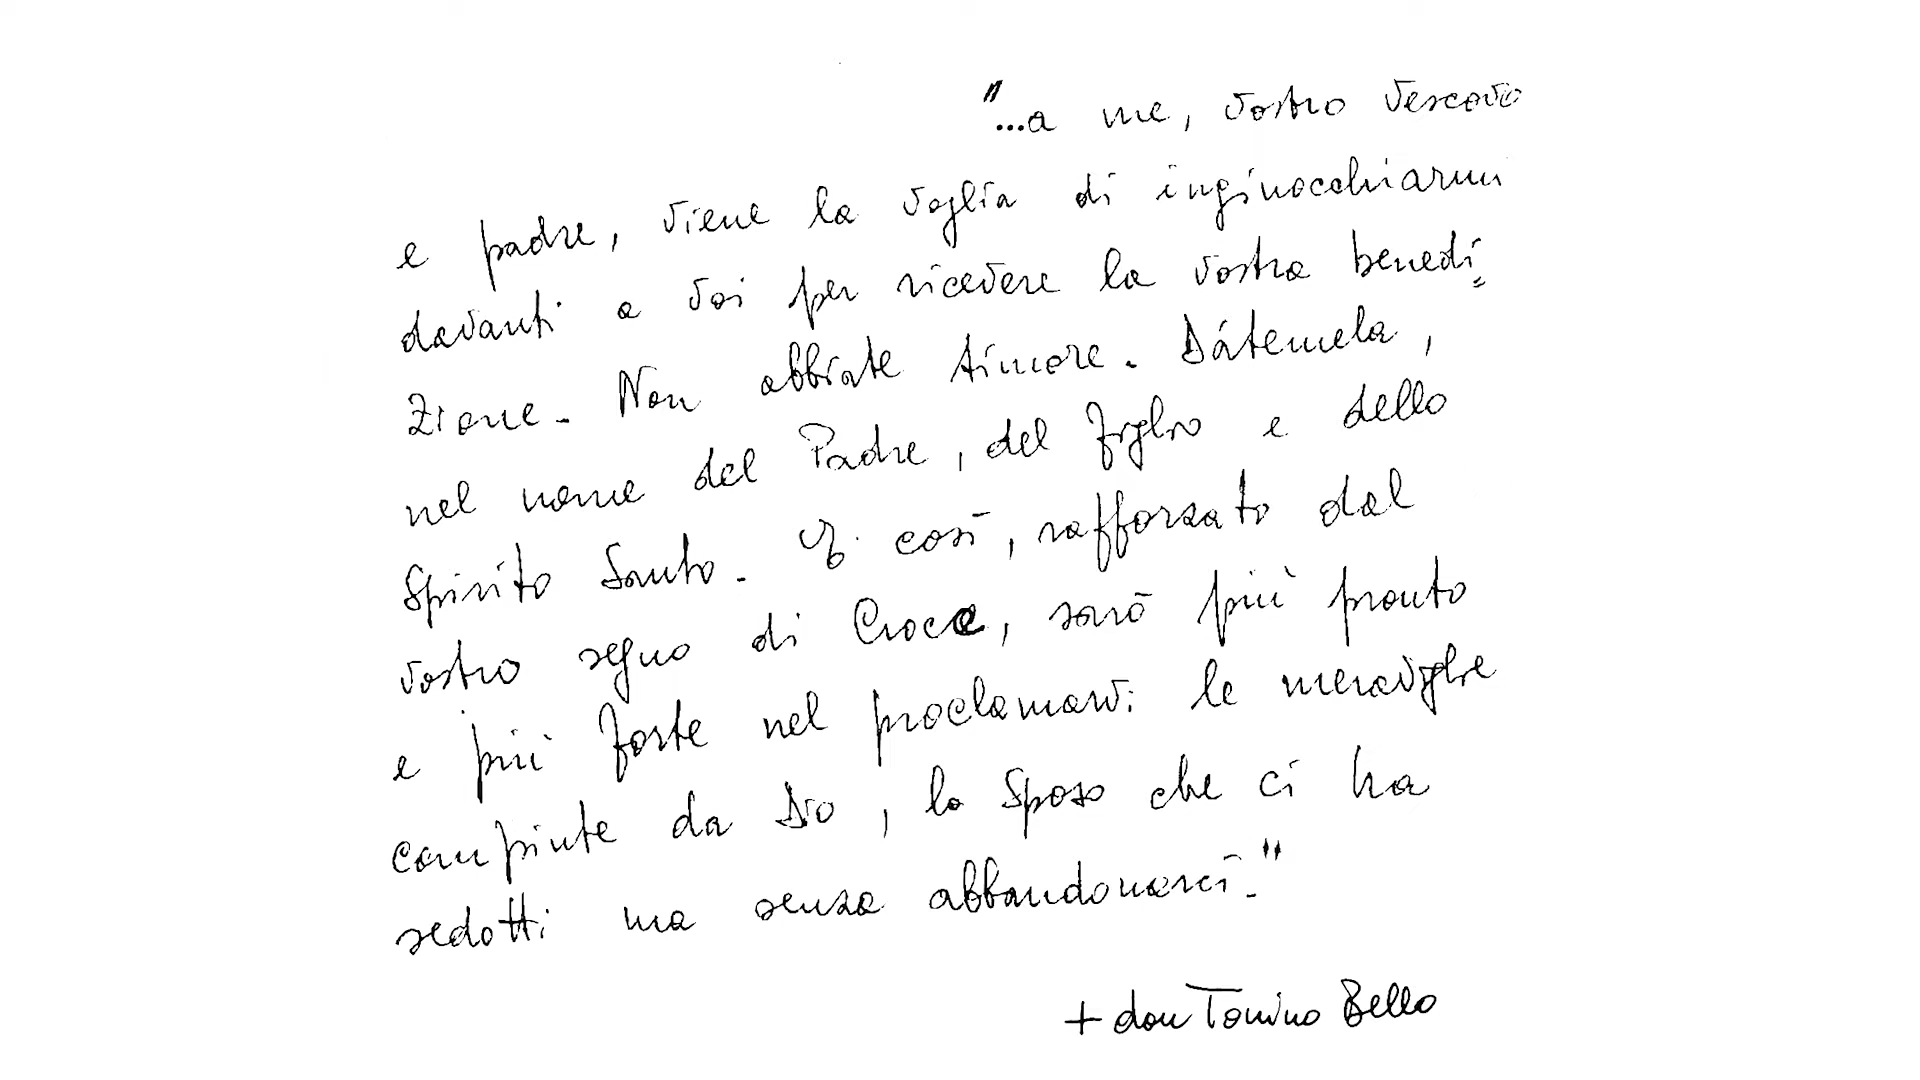 "...a me, vostro vescovo
e padre, viene la voglia di inginocchiarmi
davanti a voi per ricevere la vostra benedi=
zione. Non abbiate timore. Dátemela,
nel nome del Padre, del figlio e dello
Spirito Santo. E così, rafforzato dal
vostro segno di Croce, sarò più pronto
e più forte nel proclamarvi le meraviglie
compiute da Dio, lo Sposo che ci ha
sedotti ma senza abbandonarci."
+ don Tonino Bello